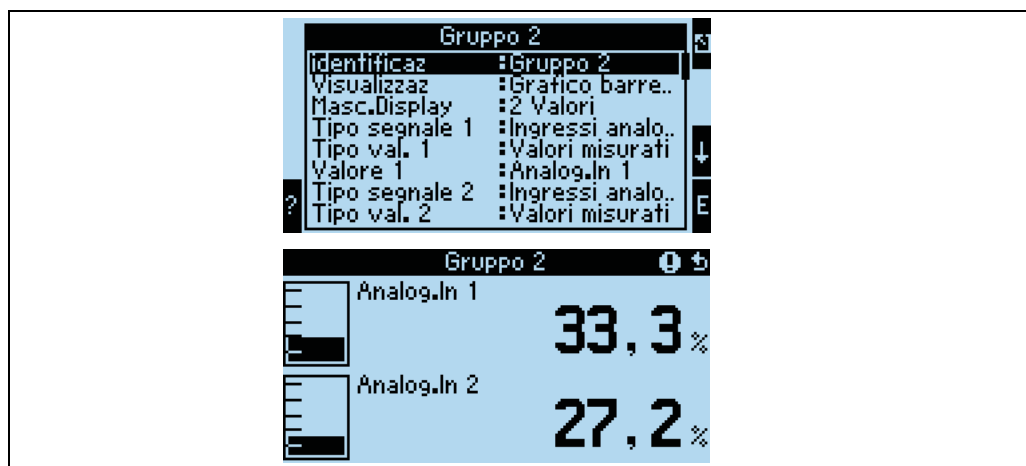 Gruppo 2
identificaz :Gruppo 2
Visualizzaz :Grafico barre..
Masc.Display :2 Valori
Tipo segnale 1 :Ingressi analo..
Tipo val. 1 :Valori misurati
Valore 1 :Analog.In 1
Tipo segnale 2 :Ingressi analo..
Tipo val. 2 :Valori misurati
?
↓
E
Gruppo 2
Analog.In 1
33,3 %
Analog.In 2
27,2 %